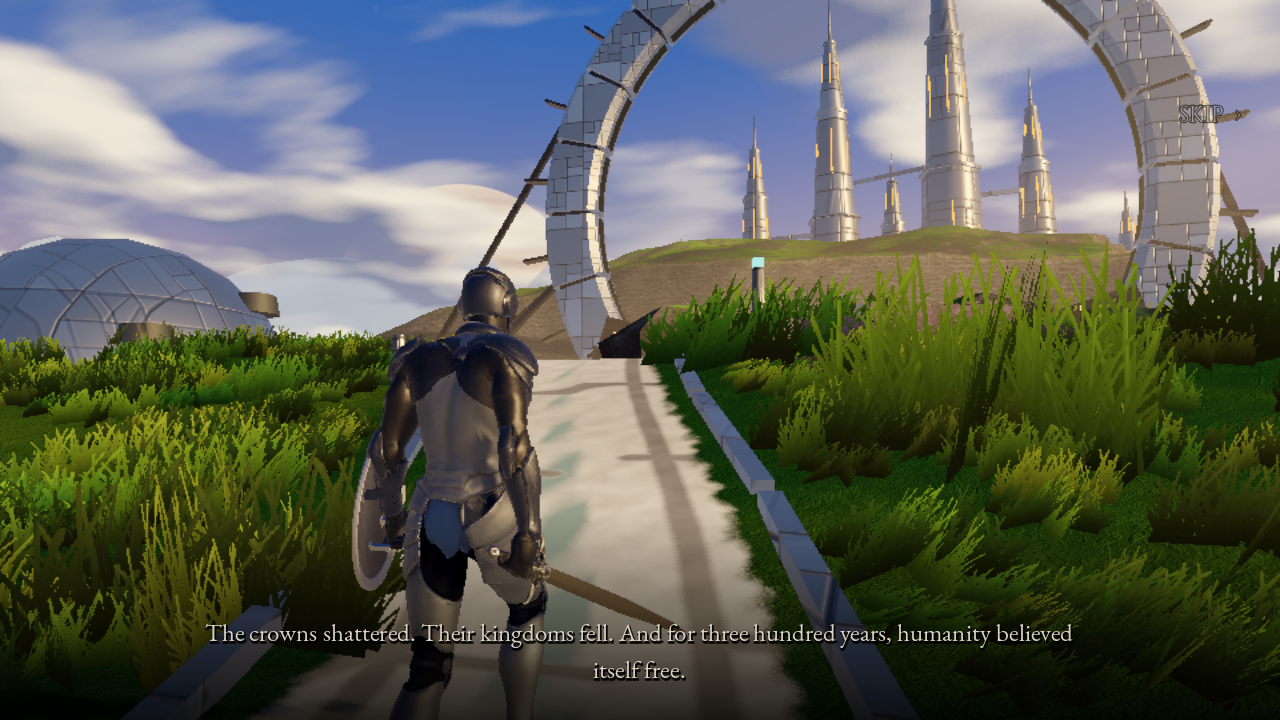 SKIP »
The crowns shattered. Their kingdoms fell. And for three hundred years, humanity believed
itself free.